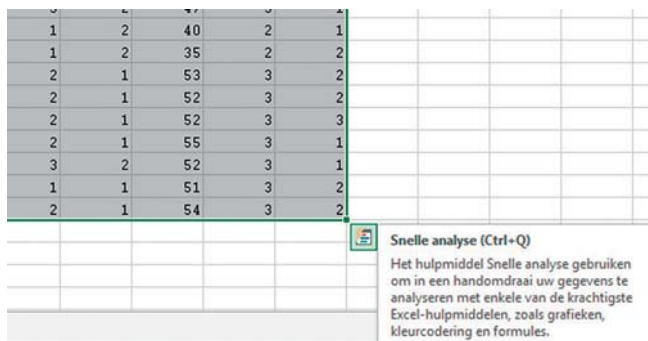 1 2 40 2 1
1 2 35 2 2
2 1 53 3 2
2 1 52 3 2
2 1 52 3 3
2 1 55 3 1
3 2 52 3 1
1 1 51 3 2
2 1 54 3 2
Snelle analyse (Ctrl+Q)
Het hulpmiddel Snelle analyse gebruiken
om in een handomdraai uw gegevens te
analyseren met enkele van de krachtigste
Excel-hulpmiddelen, zoals grafieken,
kleurcodering en formules.